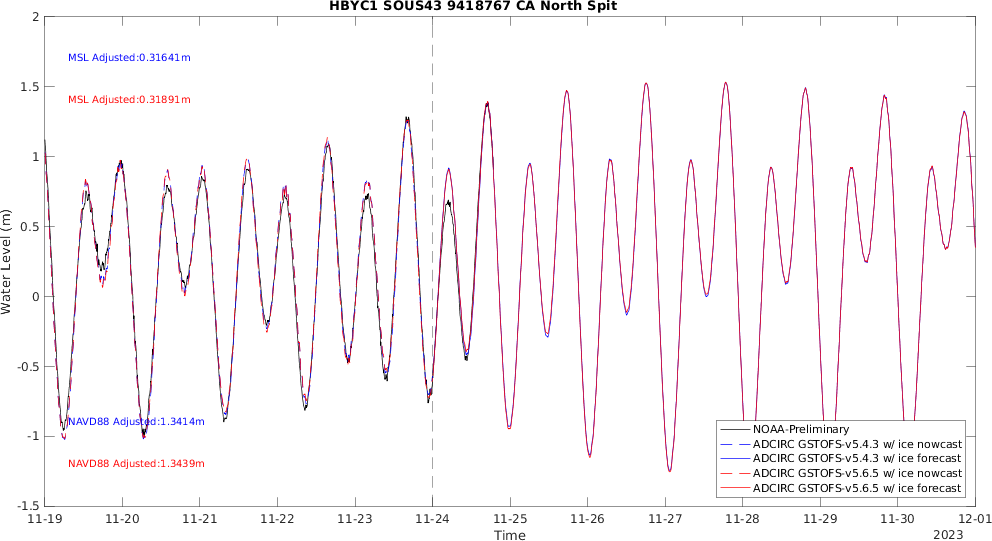 HBYC1 SOUS43 9418767 CA North Spit
2
1.5
1
0.5
0
-0.5
-1
-1.5
Water Level (m)
MSL Adjusted:0.31641m
MSL Adjusted:0.31891m
NAVD88 Adjusted:1.3414m
NAVD88 Adjusted:1.3439m
NOAA-Preliminary
ADCIRC GSTOFS-v5.4.3 w/ ice nowcast
ADCIRC GSTOFS-v5.4.3 w/ ice forecast
ADCIRC GSTOFS-v5.6.5 w/ ice nowcast
ADCIRC GSTOFS-v5.6.5 w/ ice forecast
11-19 11-20 11-21 11-22 11-23 11-24 11-25 11-26 11-27 11-28 11-29 11-30 12-01
Time
2023